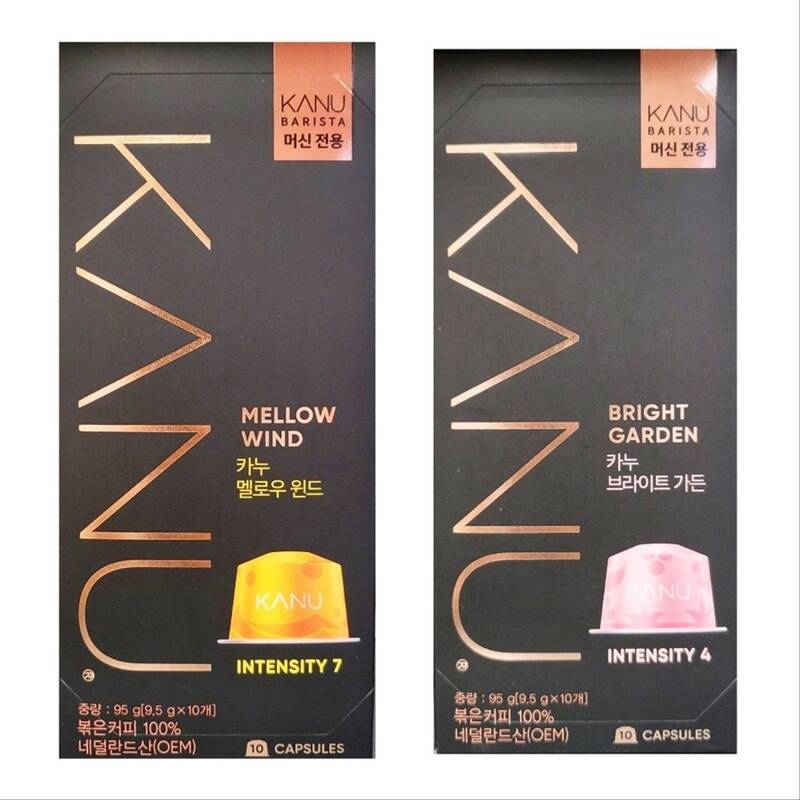 KANU
BARISTA
머신 전용
KANU
MELLOW
WIND
카누
멜로우 윈드
KANU
INTENSITY 7
중량 : 95 g[9.5 g×10개]
볶은커피 100%
네덜란드산(OEM)
10 CAPSULES
KANU
BARISTA
머신 전용
KANU
BRIGHT
GARDEN
카누
브라이트 가든
KANU
INTENSITY 4
중량 : 95 g[9.5 g×10개]
볶은커피 100%
네덜란드산(OEM)
10 CAPSULES